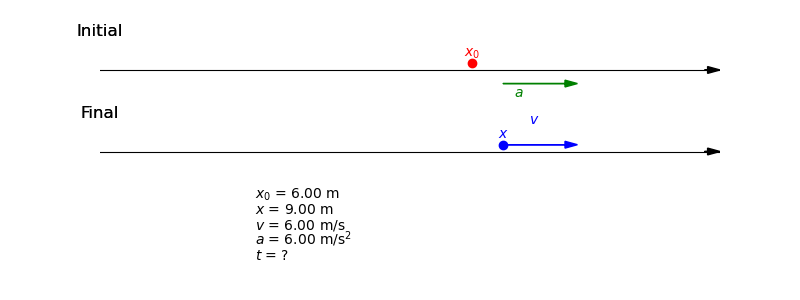 Initial
x₀
a
Final
v
x
x₀ = 6.00 m
x = 9.00 m
v = 6.00 m/s
a = 6.00 m/s²
t = ?